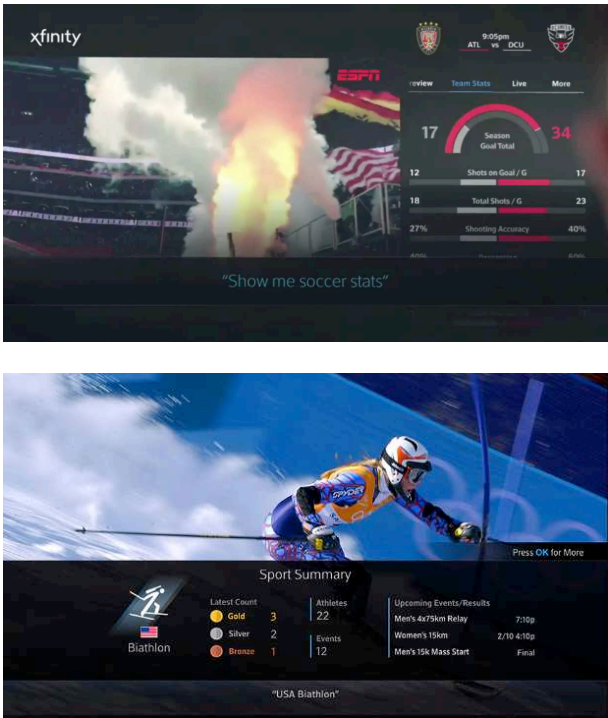 xfinity
9:05pm
ATL vs DCU
ESPN
review Team Stats Live More
17 Season Goal Total 34
12 Shots on Goal / G 17
18 Total Shots / G 23
27% Shooting Accuracy 40%
"Show me soccer stats"
SPYDER
Press OK for More
Sport Summary
Latest Count
Gold 3
Silver 2
Bronze 1
Athletes
22
Events
12
Upcoming Events/Results
Men's 4x75km Relay 7:10p
Women's 15km 2/10 4:10p
Men's 15k Mass Start Final
Biathlon
"USA Biathlon"